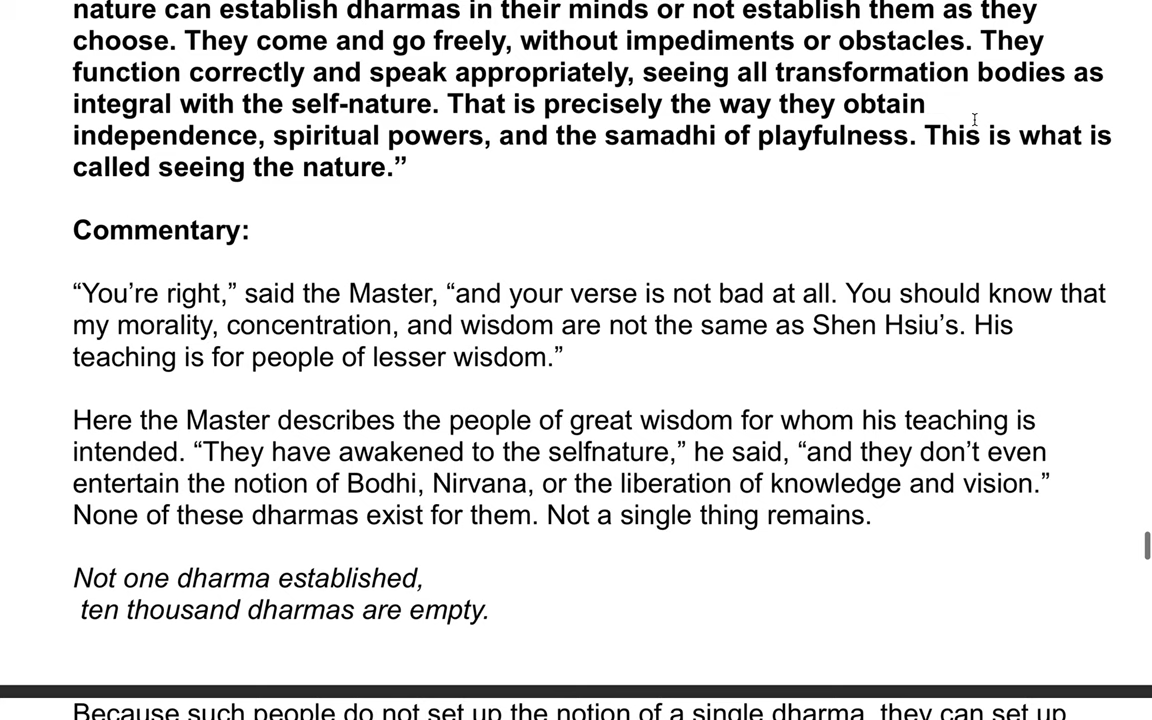 nature can establish dharmas in their minds or not establish them as they
choose. They come and go freely, without impediments or obstacles. They
function correctly and speak appropriately, seeing all transformation bodies as
integral with the self-nature. That is precisely the way they obtain
independence, spiritual powers, and the samadhi of playfulness. This is what is
called seeing the nature.”
Commentary:
“You’re right,” said the Master, “and your verse is not bad at all. You should know that
my morality, concentration, and wisdom are not the same as Shen Hsiu’s. His
teaching is for people of lesser wisdom.”
Here the Master describes the people of great wisdom for whom his teaching is
intended. “They have awakened to the selfnature,” he said, “and they don’t even
entertain the notion of Bodhi, Nirvana, or the liberation of knowledge and vision.”
None of these dharmas exist for them. Not a single thing remains.
Not one dharma established,
ten thousand dharmas are empty.
Because such people do not set up the notion of a single dharma, they can set up